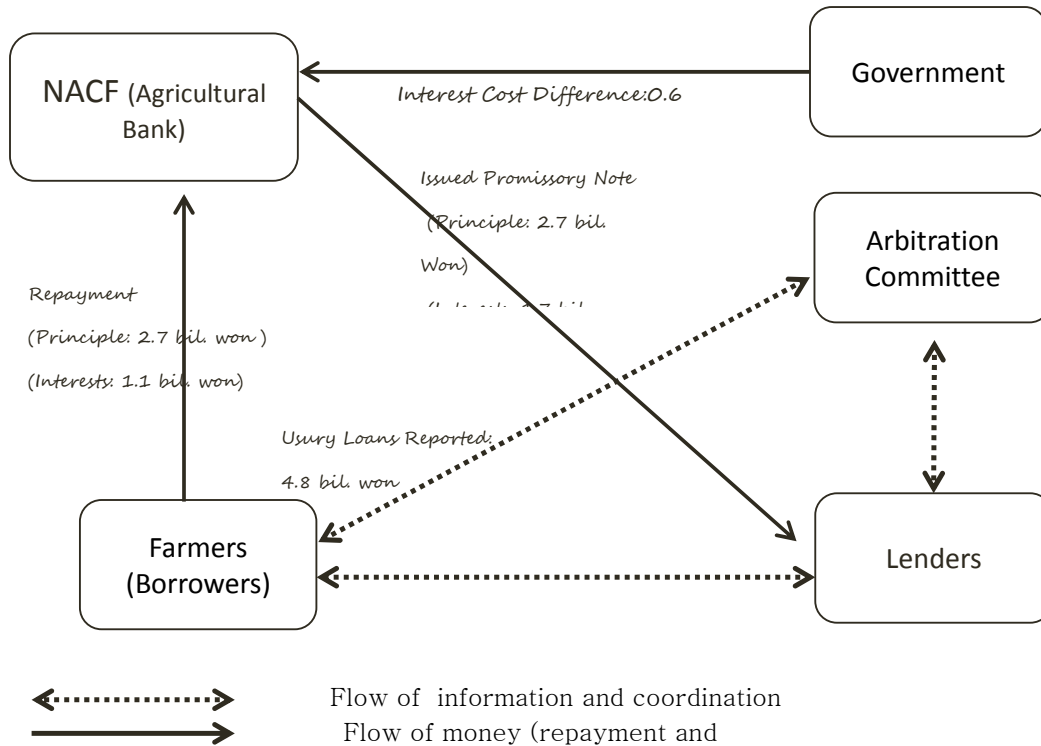 NACF (Agricultural
Bank)
Government
Interest Cost Difference:0.6
Issued Promissory Note
(Principle: 2.7 bil.
Won)
Arbitration
Committee
Repayment
(Principle: 2.7 bil. won )
(Interests: 1.1 bil. won)
Usury Loans Reported:
4.8 bil. won
Farmers
(Borrowers)
Lenders
Flow of information and coordination
Flow of money (repayment and